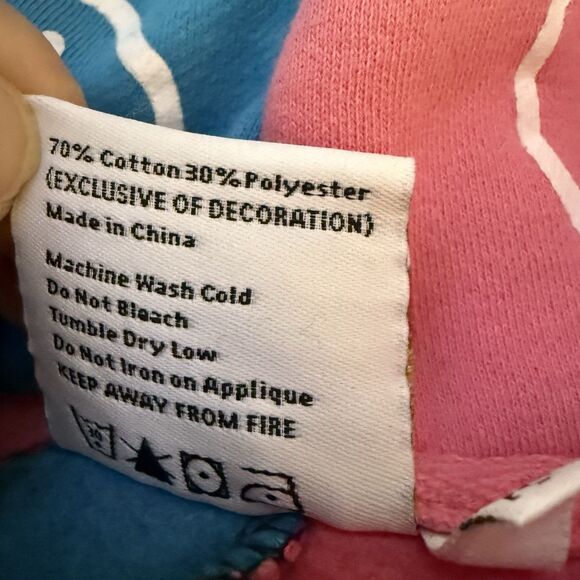 70% Cotton 30% Polyester
(EXCLUSIVE OF DECORATION)
Made in China
Machine Wash Cold
Do Not Bleach
Tumble Dry Low
Do Not Iron on Applique
KEEP AWAY FROM FIRE